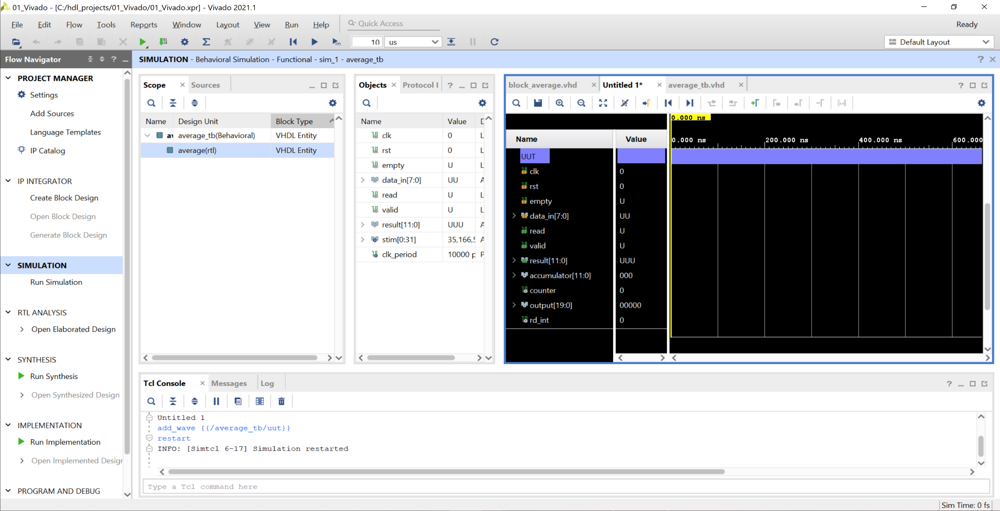 01_Vivado - [C:/hdl_projects/01_Vivado/01_Vivado.xpr] - Vivado 2021.1
File Edit Flow Tools Reports Window Layout View Run Help Quick Access Ready
10 us Default Layout
Flow Navigator
PROJECT MANAGER
Settings
Add Sources
Language Templates
IP Catalog
IP INTEGRATOR
Create Block Design
Open Block Design
Generate Block Design
SIMULATION
Run Simulation
RTL ANALYSIS
Open Elaborated Design
SYNTHESIS
Run Synthesis
Open Synthesized Design
IMPLEMENTATION
Run Implementation
Open Implemented Desigr
PROGRAM AND DEBUG
SIMULATION - Behavioral Simulation - Functional - sim_1 - average_tb
Scope Sources
Name Design Unit Block Type
av average_tb(Behavioral) VHDL Entity
average(rtl) VHDL Entity
Objects Protocol I
Name Value D
clk 0 L
rst 0 L
empty U L
data_in[7:0] UU A
read U L
valid U L
result[11:0] UUU A
stim[0:31] 35,166,5 A
clk_period 10000 p P
block_average.vhd Untitled 1* average_tb.vhd
0.000 ns
Name Value 0.000 ns 200.000 ns 400.000 ns 600.000
UUT
clk 0
rst 0
empty U
data_in[7:0] UU
read U
valid U
result[11:0] UUU
accumulator[11:0] 000
counter 0
output[19:0] 00000
rd_int 0
Tcl Console Messages Log
Untitled 1
add_wave {{/average_tb/uut}}
restart
INFO: [Simtcl 6-17] Simulation restarted
Type a Tcl command here
Sim Time: 0 fs